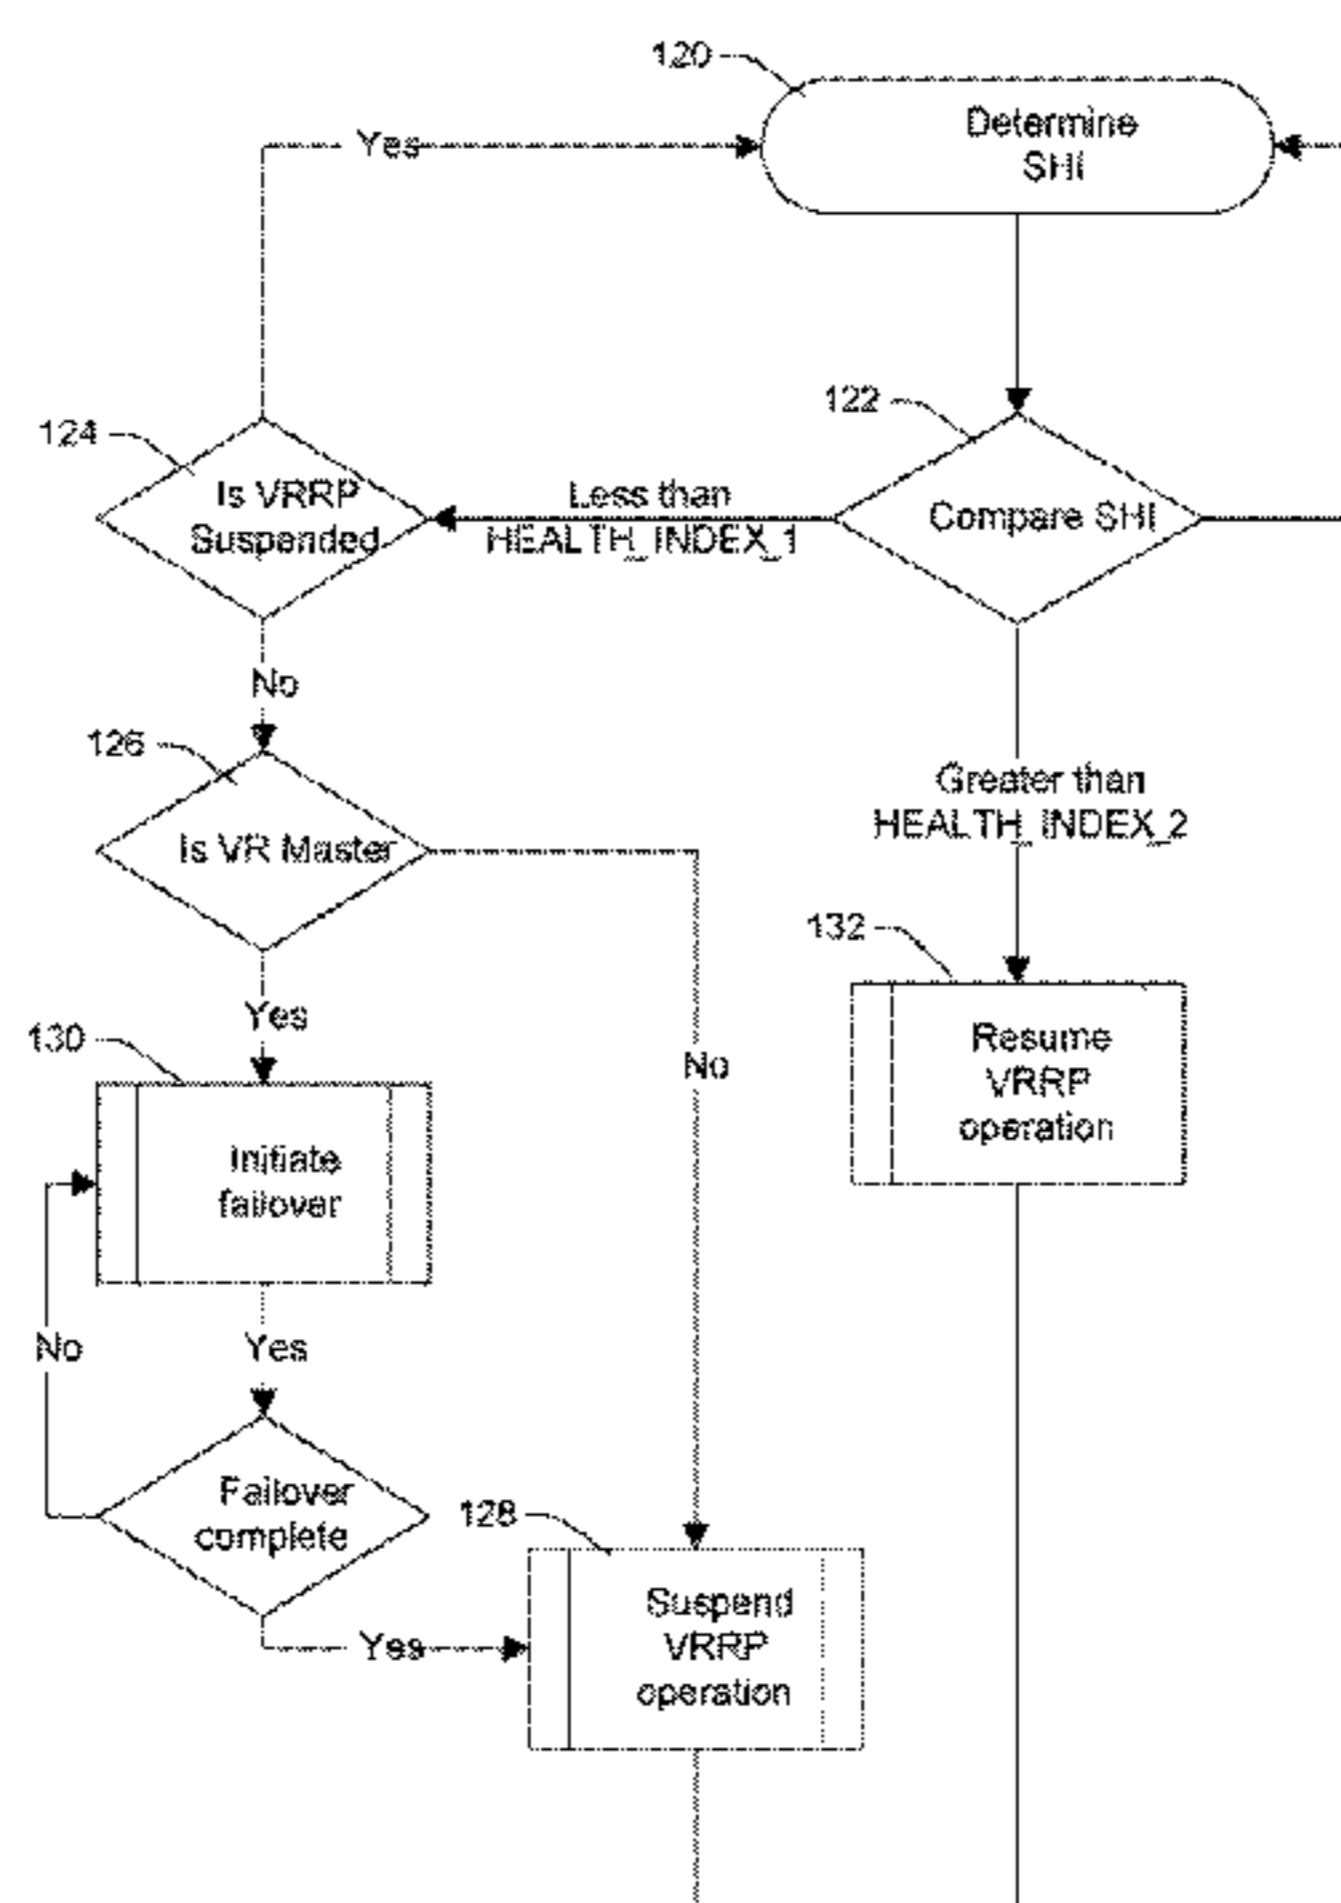 120
Yes
Determine
SHI
124
122
Is VRRP
Suspended
Less than
HEALTH_INDEX_1
Compare SHI
No
126
Is VR Master
Greater than
HEALTH_INDEX_2
132
Yes
130
No
Resume
VRRP
operation
Initiate
failover
No
Yes
Failover
complete
128
Yes
Suspend
VRRP
operation